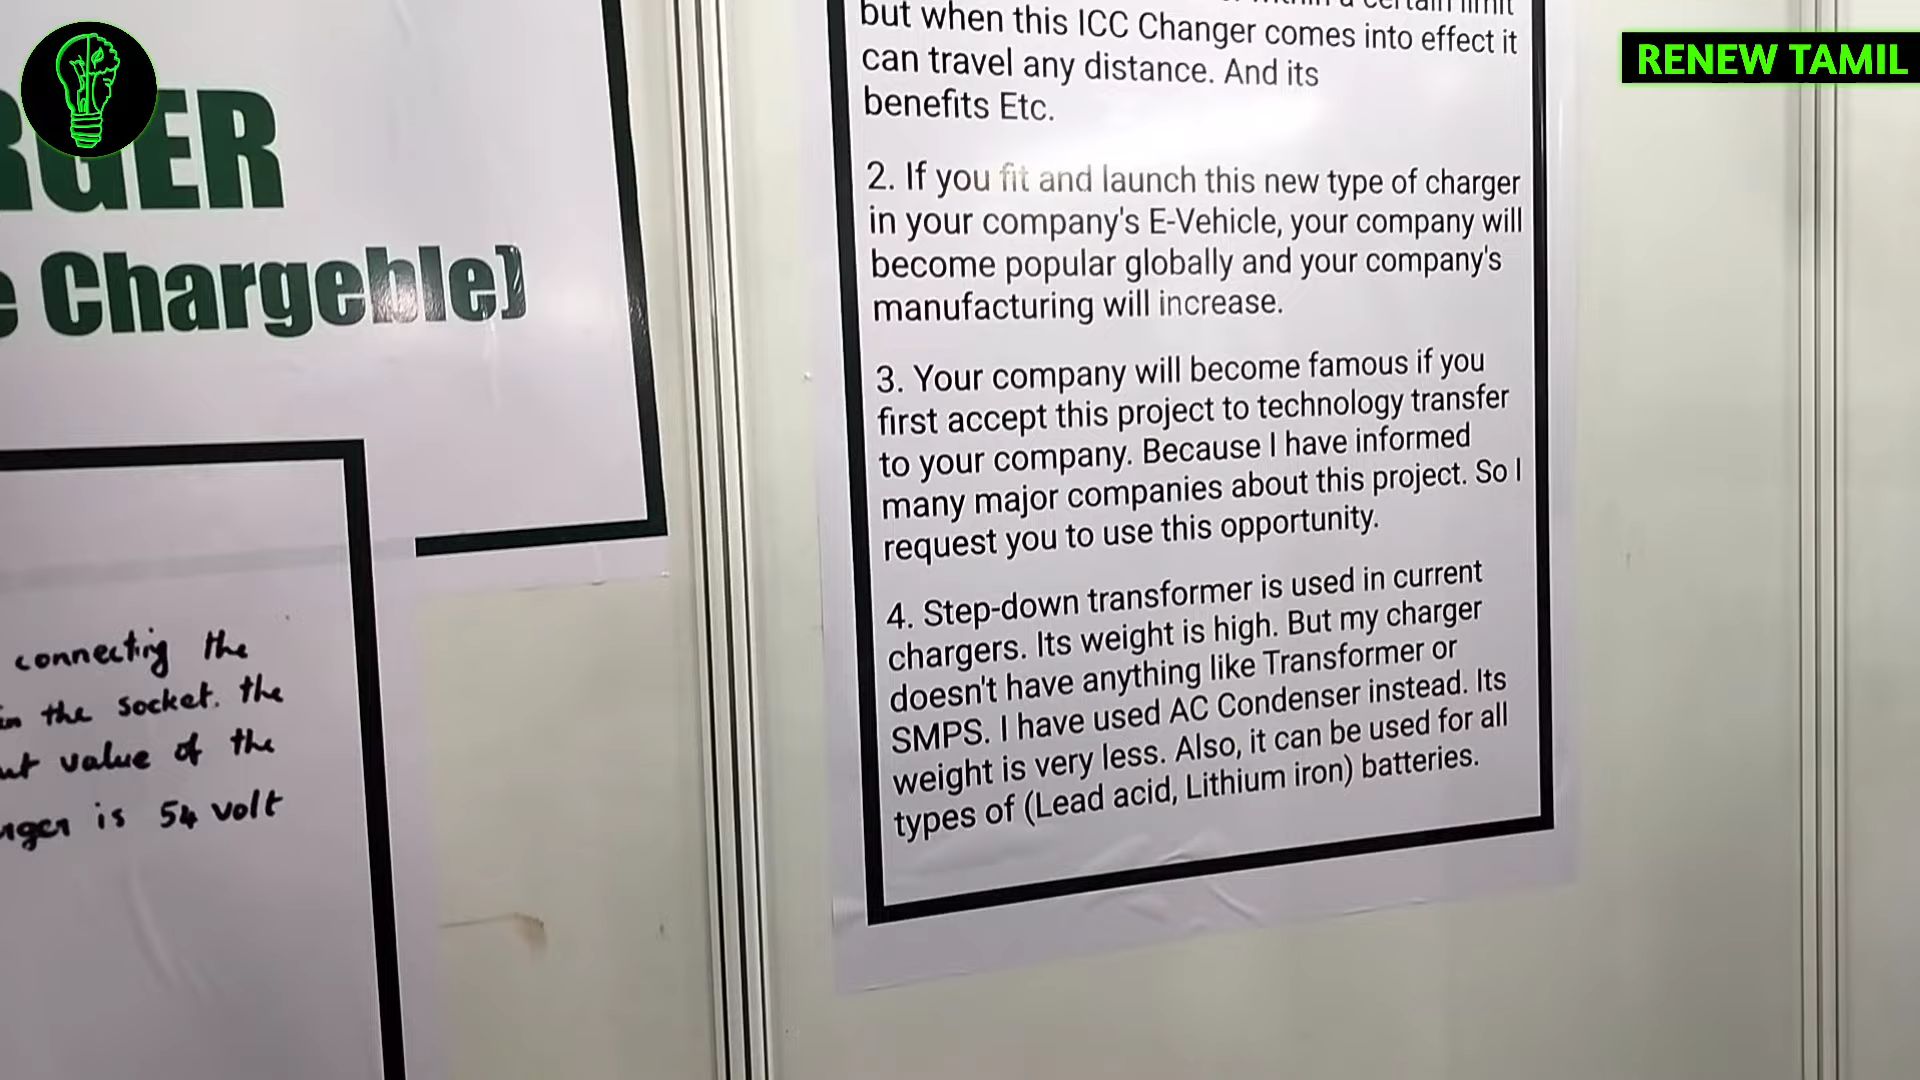 RENEW TAMIL
RGER
Chargeble)
connecting the
in the socket. the
value of the
is 54 volt
certain limit
but when this ICC Changer comes into effect it
can travel any distance. And its
benefits Etc.
2. If you fit and launch this new type of charger
in your company's E-Vehicle, your company will
become popular globally and your company's
manufacturing will increase.
3. Your company will become famous if you
first accept this project to technology transfer
to your company. Because I have informed
many major companies about this project. So I
request you to use this opportunity.
4. Step-down transformer is used in current
chargers. Its weight is high. But my charger
doesn't have anything like Transformer or
SMPS. I have used AC Condenser instead. Its
weight is very less. Also, it can be used for all
types of (Lead acid, Lithium iron) batteries.